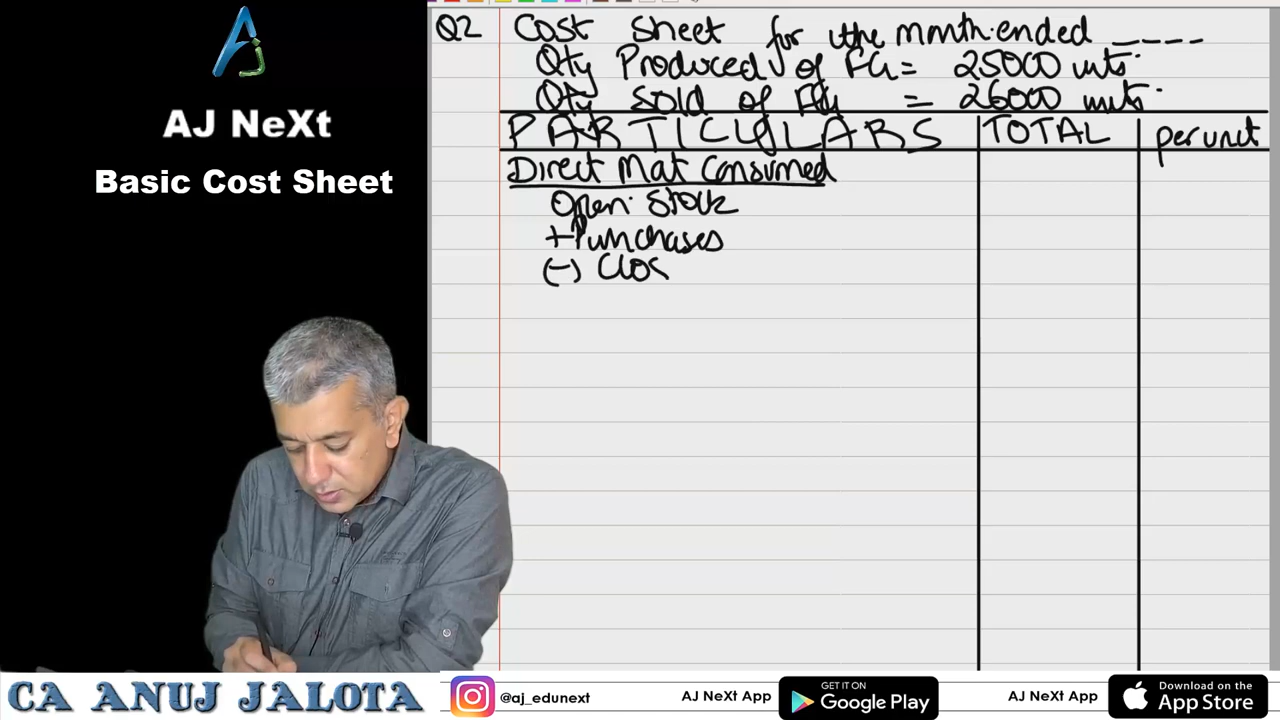 AJ NeXt
Basic Cost Sheet
Q2 Cost Sheet for the month ended ----
Qty Produced of FG = 25000 units.
Qty sold of FG = 26000 units.
PARTICULARS TOTAL per unit
Direct Mat Consumed
Open. Stock
+Purchases
(-) Clos
CA ANUJ JALOTA
@aj_edunext
AJ NeXt App
GET IT ON
Google Play
AJ NeXt App
Download on the
App Store